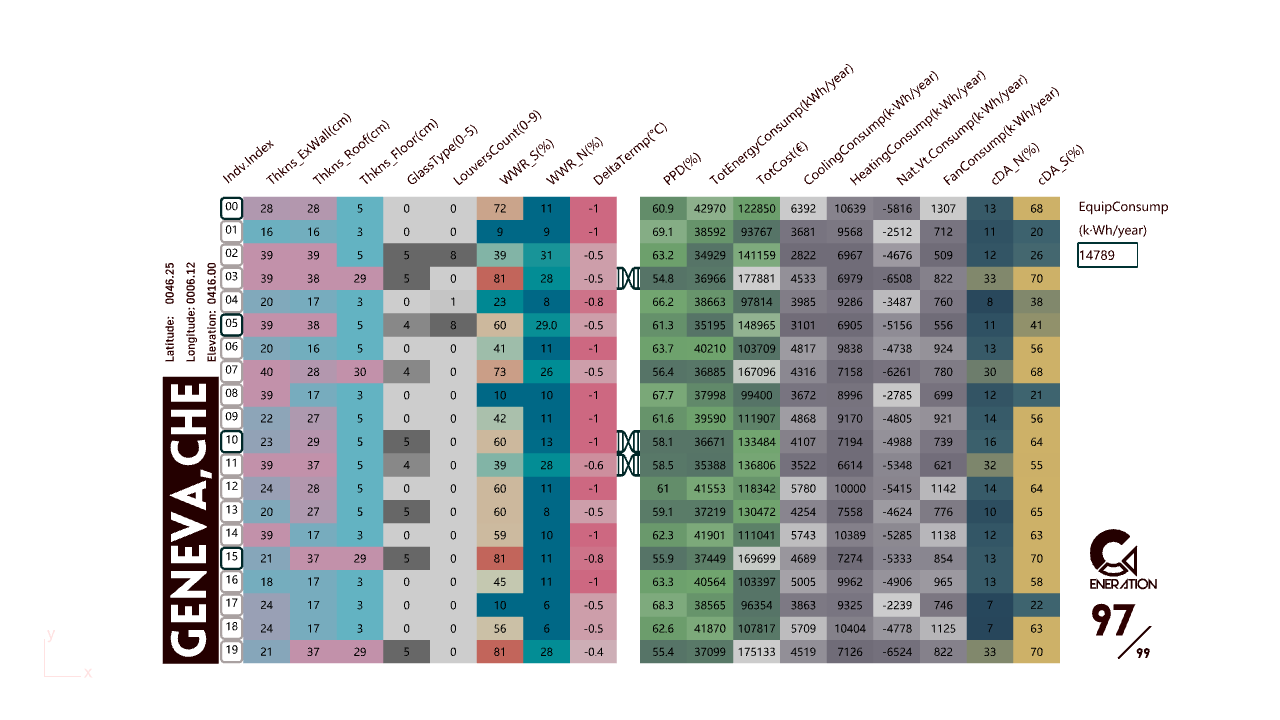 Indv.Index Thkns_ExWall(cm) Thkns_Roof(cm) Thkns_Floor(cm) GlassType(0-5) LouversCount(0-9) WWR_S(%) WWR_N(%) DeltaTermp(°C) PPD(%) TotEnergyConsump(kWh/year) TotCost(€) CoolingConsump(k·Wh/year) HeatingConsump(k·Wh/year) Nat.Vt.Consump(k·Wh/year) FanConsump(k·Wh/year) cDA_N(%) cDA_S(%)
00 28 28 5 0 0 72 11 -1 60.9 42970 122850 6392 10639 -5816 1307 13 68
01 16 16 3 0 0 9 9 -1 69.1 38592 93767 3681 9568 -2512 712 11 20
02 39 39 5 5 8 39 31 -0.5 63.2 34929 141159 2822 6967 -4676 509 12 26
03 39 38 29 5 0 81 28 -0.5 54.8 36966 177881 4533 6979 -6508 822 33 70
04 20 17 3 0 1 23 8 -0.8 66.2 38663 97814 3985 9286 -3487 760 8 38
05 39 38 5 4 8 60 29.0 -0.5 61.3 35195 148965 3101 6905 -5156 556 11 41
06 20 16 5 0 0 41 11 -1 63.7 40210 103709 4817 9838 -4738 924 13 56
07 40 28 30 4 0 73 26 -0.5 56.4 36885 167096 4316 7158 -6261 780 30 68
08 39 17 3 0 0 10 10 -1 67.7 37998 99400 3672 8996 -2785 699 12 21
09 22 27 5 0 0 42 11 -1 61.6 39590 111907 4868 9170 -4805 921 14 56
10 23 29 5 5 0 60 13 -1 58.1 36671 133484 4107 7194 -4988 739 16 64
11 39 37 5 4 0 39 28 -0.6 58.5 35388 136806 3522 6614 -5348 621 32 55
12 24 28 5 0 0 60 11 -1 61 41553 118342 5780 10000 -5415 1142 14 64
13 20 27 5 5 0 60 8 -0.5 59.1 37219 130472 4254 7558 -4624 776 10 65
14 39 17 3 0 0 59 10 -1 62.3 41901 111041 5743 10389 -5285 1138 12 63
15 21 37 29 5 0 81 11 -0.8 55.9 37449 169699 4689 7274 -5333 854 13 70
16 18 17 3 0 0 45 11 -1 63.3 40564 103397 5005 9962 -4906 965 13 58
17 24 17 3 0 0 10 6 -0.5 68.3 38565 96354 3863 9325 -2239 746 7 22
18 24 17 3 0 0 56 6 -0.5 62.6 41870 107817 5709 10404 -4778 1125 7 63
19 21 37 29 5 0 81 28 -0.4 55.4 37099 175133 4519 7126 -6524 822 33 70
EquipConsump
(k·Wh/year)
14789
Latitude: 0046.25
Longitude: 0006.12
Elevation: 0416.00
GENEVA,CHE
ENERATION
97/99
y
x